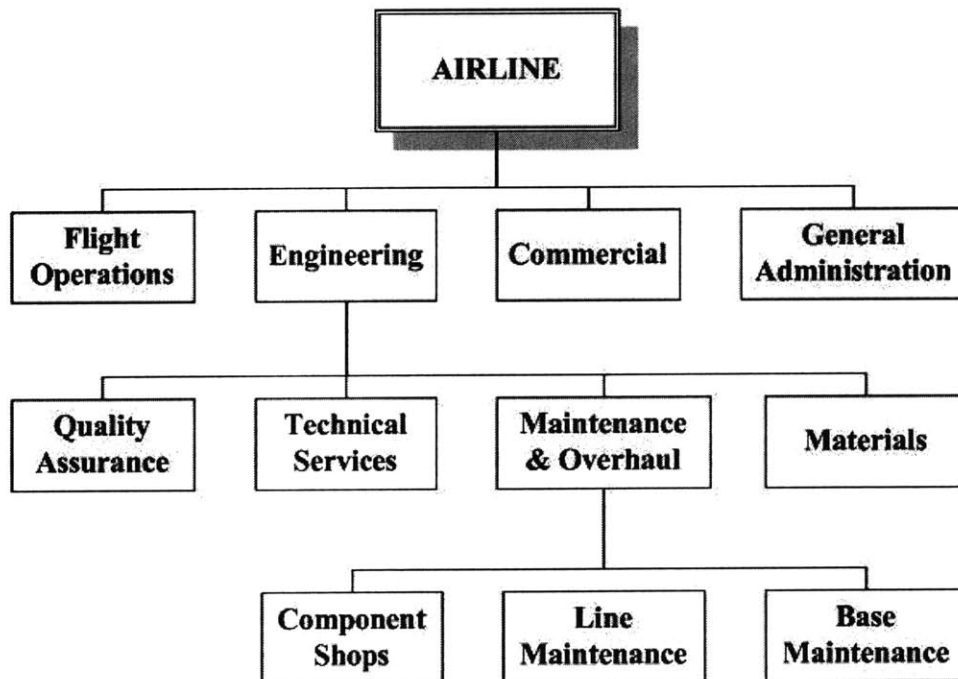 AIRLINE
Flight
Operations
Engineering
Commercial
General
Administration
Quality
Assurance
Technical
Services
Maintenance
& Overhaul
Materials
Component
Shops
Line
Maintenance
Base
Maintenance